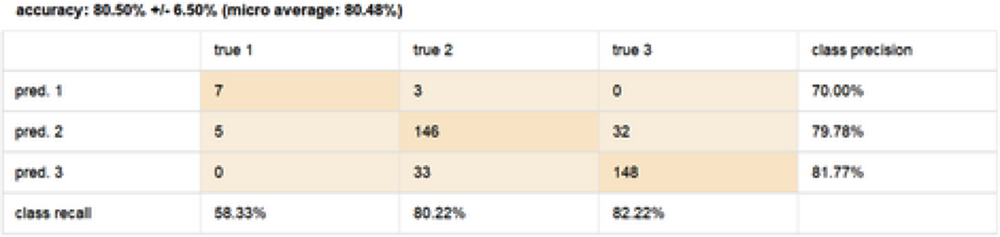 accuracy: 80.50% +/- 6.50% (micro average: 80.48%)
true 1 true 2 true 3 class precision
pred. 1 7 3 0 70.00%
pred. 2 5 146 32 79.78%
pred. 3 0 33 148 81.77%
class recall 58.33% 80.22% 82.22%